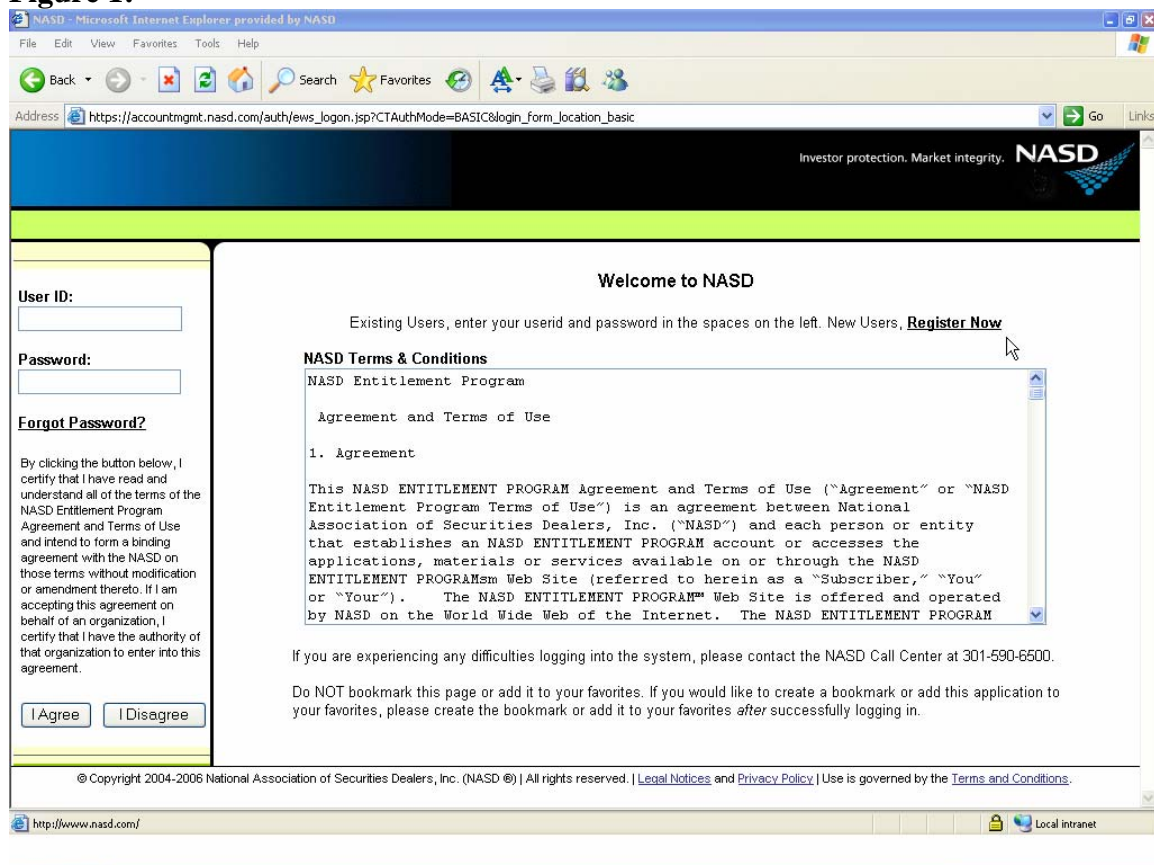 Figure 1:
NASD - Microsoft Internet Explorer provided by NASD
File Edit View Favorites Tools Help
Back Search Favorites
Address https://accountmgmt.nasd.com/auth/ews_logon.jsp?CTAuthMode=BASIC&login_form_location_basic Go Links
Investor protection. Market integrity. NASD
Welcome to NASD
Existing Users, enter your userid and password in the spaces on the left. New Users, Register Now
User ID:
Password:
Forgot Password?
By clicking the button below, I
certify that I have read and
understand all of the terms of the
NASD Entitlement Program
Agreement and Terms of Use
and intend to form a binding
agreement with the NASD on
those terms without modification
or amendment thereto. If I am
accepting this agreement on
behalf of an organization, I
certify that I have the authority of
that organization to enter into this
agreement.
I Agree I Disagree
NASD Terms & Conditions
NASD Entitlement Program
Agreement and Terms of Use
1. Agreement
This NASD ENTITLEMENT PROGRAM Agreement and Terms of Use ("Agreement" or "NASD
Entitlement Program Terms of Use") is an agreement between National
Association of Securities Dealers, Inc. ("NASD") and each person or entity
that establishes an NASD ENTITLEMENT PROGRAM account or accesses the
applications, materials or services available on or through the NASD
ENTITLEMENT PROGRAMsm Web Site (referred to herein as a "Subscriber," "You"
or "Your"). The NASD ENTITLEMENT PROGRAM℠ Web Site is offered and operated
by NASD on the World Wide Web of the Internet. The NASD ENTITLEMENT PROGRAM
If you are experiencing any difficulties logging into the system, please contact the NASD Call Center at 301-590-6500.
Do NOT bookmark this page or add it to your favorites. If you would like to create a bookmark or add this application to
your favorites, please create the bookmark or add it to your favorites after successfully logging in.
© Copyright 2004-2006 National Association of Securities Dealers, Inc. (NASD ®) | All rights reserved. | Legal Notices and Privacy Policy | Use is governed by the Terms and Conditions.
http://www.nasd.com/ Local intranet